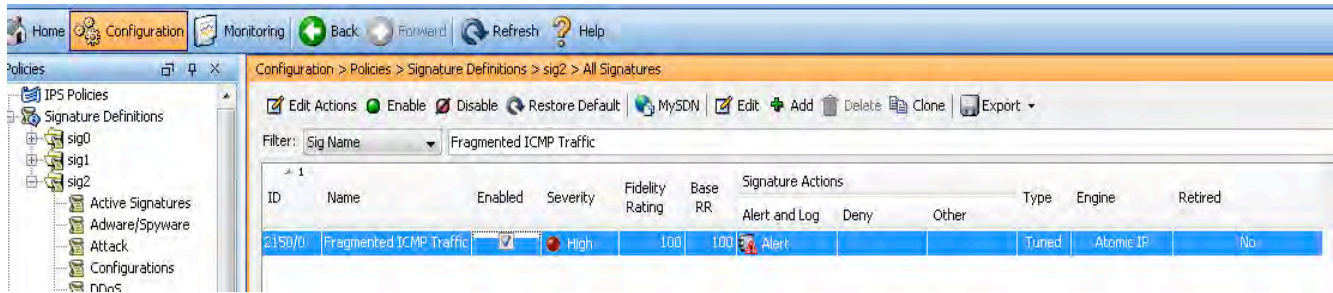 Home Configuration Monitoring Back Forward Refresh Help
Policies
IPS Policies
Signature Definitions
sig0
sig1
sig2
Active Signatures
Adware/Spyware
Attack
Configurations
DDoS
Configuration > Policies > Signature Definitions > sig2 > All Signatures
Edit Actions Enable Disable Restore Default MySDN Edit Add Delete Clone Export
Filter: Sig Name Fragmented ICMP Traffic
1
ID Name Enabled Severity Fidelity Rating Base RR Signature Actions Type Engine Retired
Alert and Log Deny Other
2150/0 Fragmented ICMP Traffic High 100 100 Alert Tuned Atomic IP No